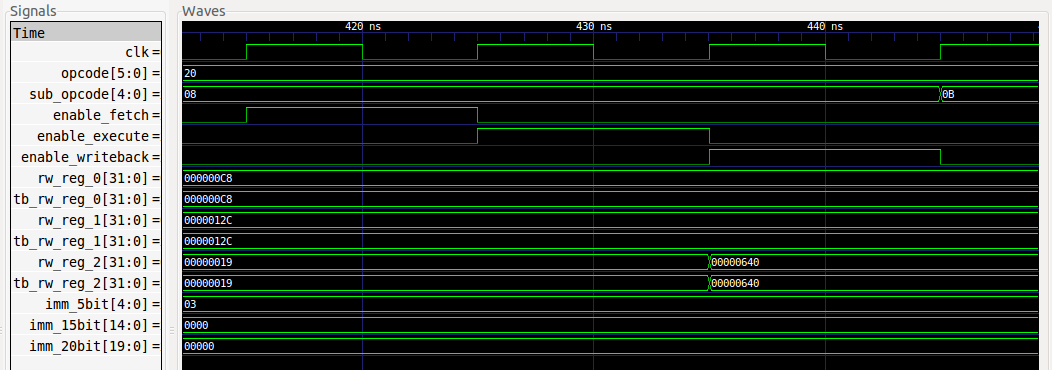 Signals Waves
Time 420 ns 430 ns 440 ns
clk =
opcode[5:0] = 20
sub_opcode[4:0] = 08 0B
enable_fetch =
enable_execute =
enable_writeback =
rw_reg_0[31:0] = 000000C8
tb_rw_reg_0[31:0] = 000000C8
rw_reg_1[31:0] = 0000012C
tb_rw_reg_1[31:0] = 0000012C
rw_reg_2[31:0] = 00000019 00000640
tb_rw_reg_2[31:0] = 00000019 00000640
imm_5bit[4:0] = 03
imm_15bit[14:0] = 0000
imm_20bit[19:0] = 00000